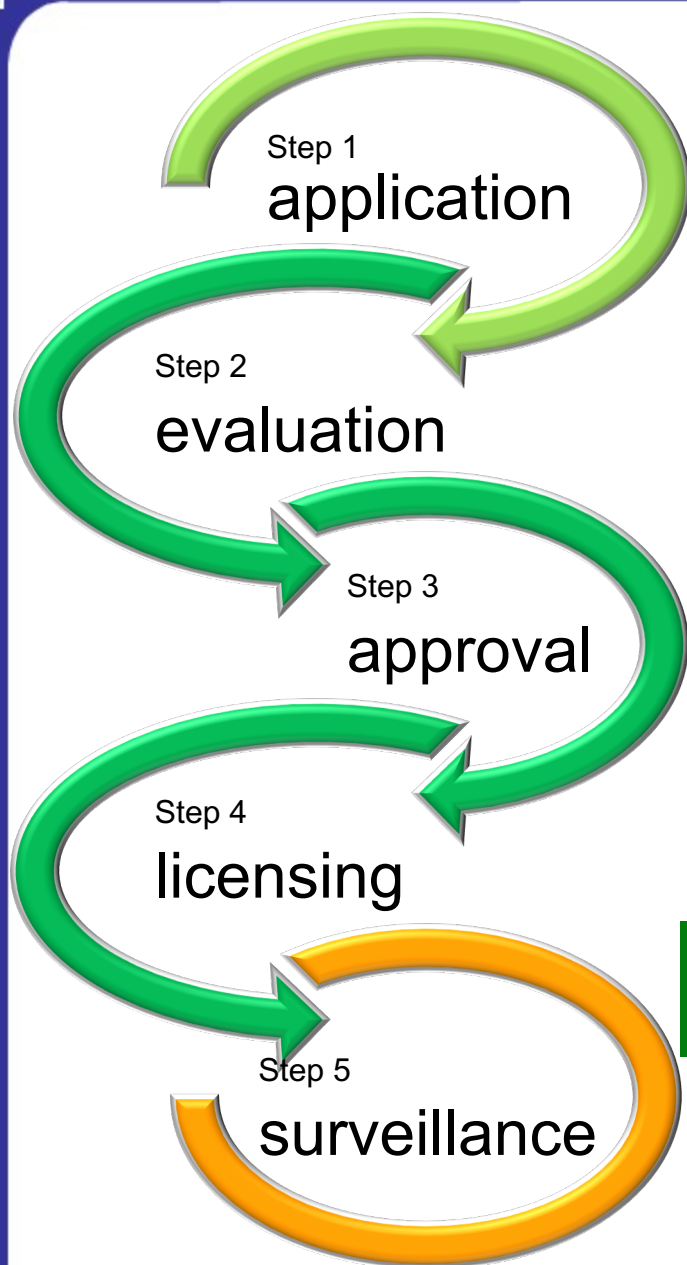 Step 1
application
Step 2
evaluation
Step 3
approval
Step 4
licensing
Step 5
surveillance